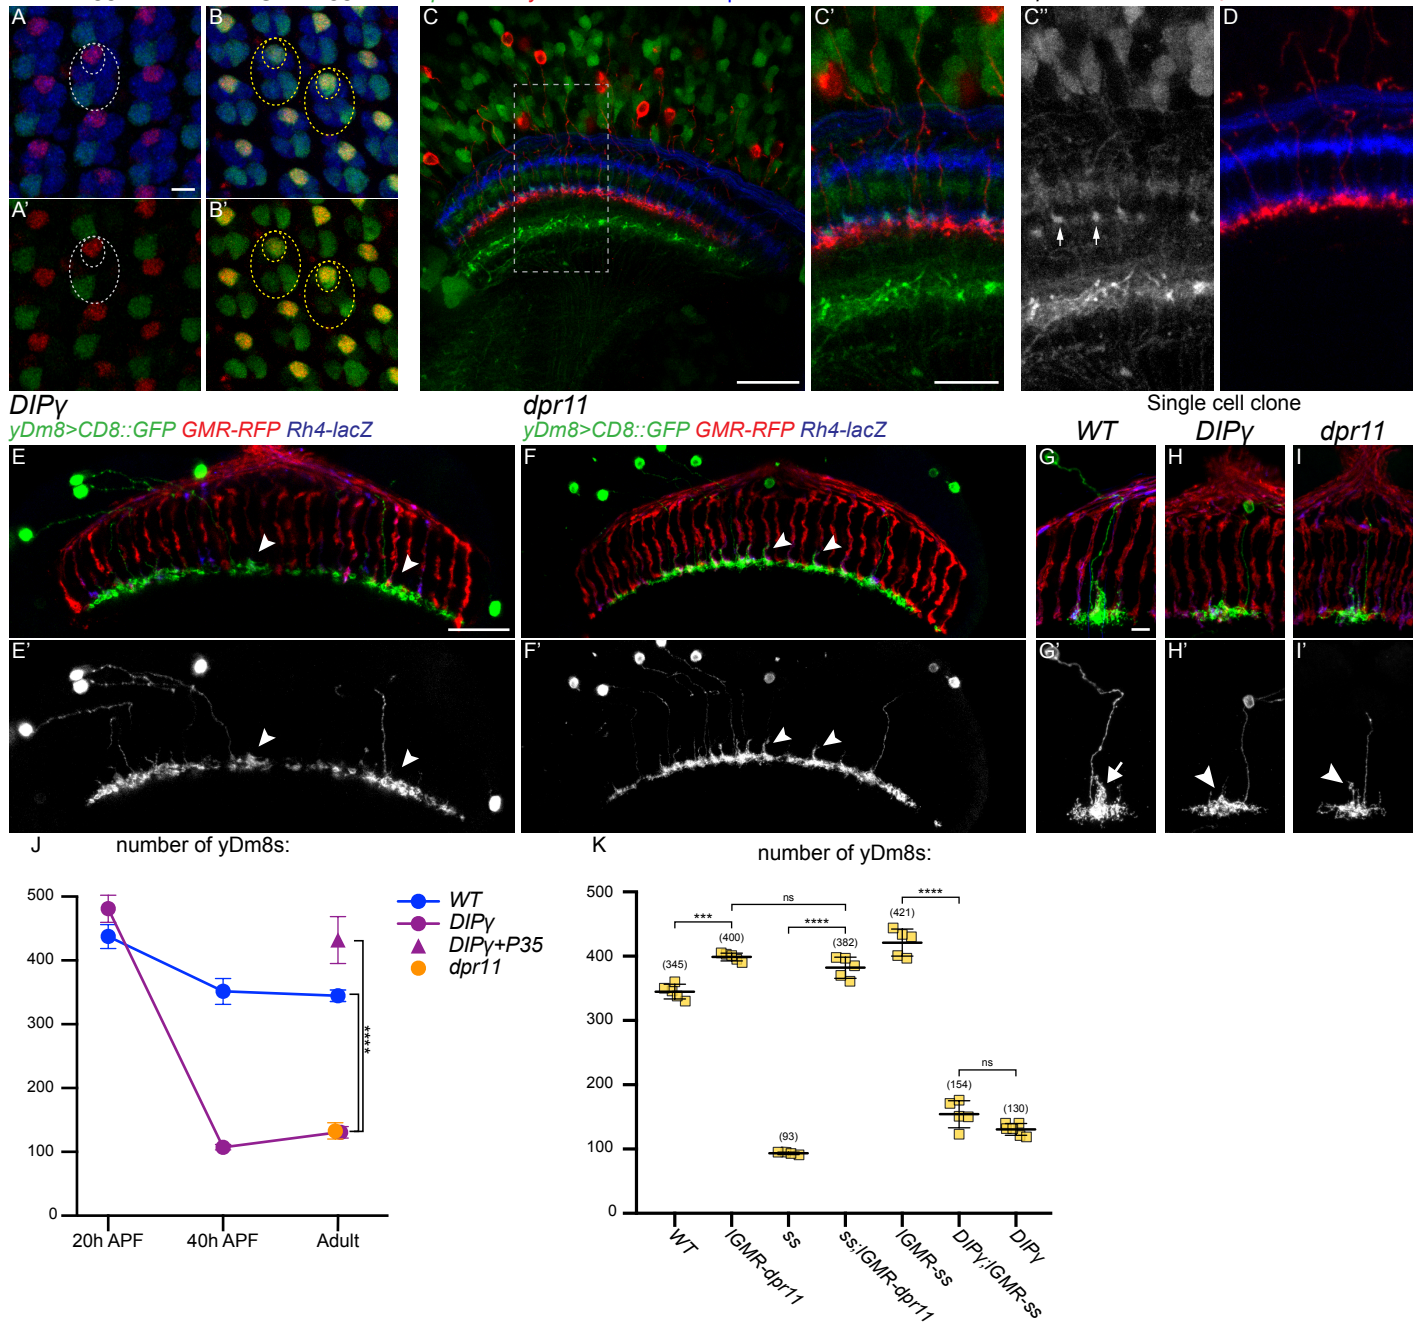 A
B
C
C'
C''
D
A'
B'
DIPγ
dpr11
Single cell clone
yDm8>CD8::GFP GMR-RFP Rh4-lacZ
yDm8>CD8::GFP GMR-RFP Rh4-lacZ
WT
DIPγ
dpr11
E
F
G
H
I
E'
F'
G'
H'
I'
J
number of yDm8s:
500
400
300
200
100
0
20h APF
40h APF
Adult
****
WT
DIPγ
DIPγ+P35
dpr11
K
number of yDm8s:
500
400
300
200
100
0
***
ns
****
****
ns
(345)
(400)
(93)
(382)
(421)
(154)
(130)
WT
lGMR-dpr11
ss
ss;lGMR-dpr11
lGMR-ss
DIPγ;lGMR-ss
DIPγ